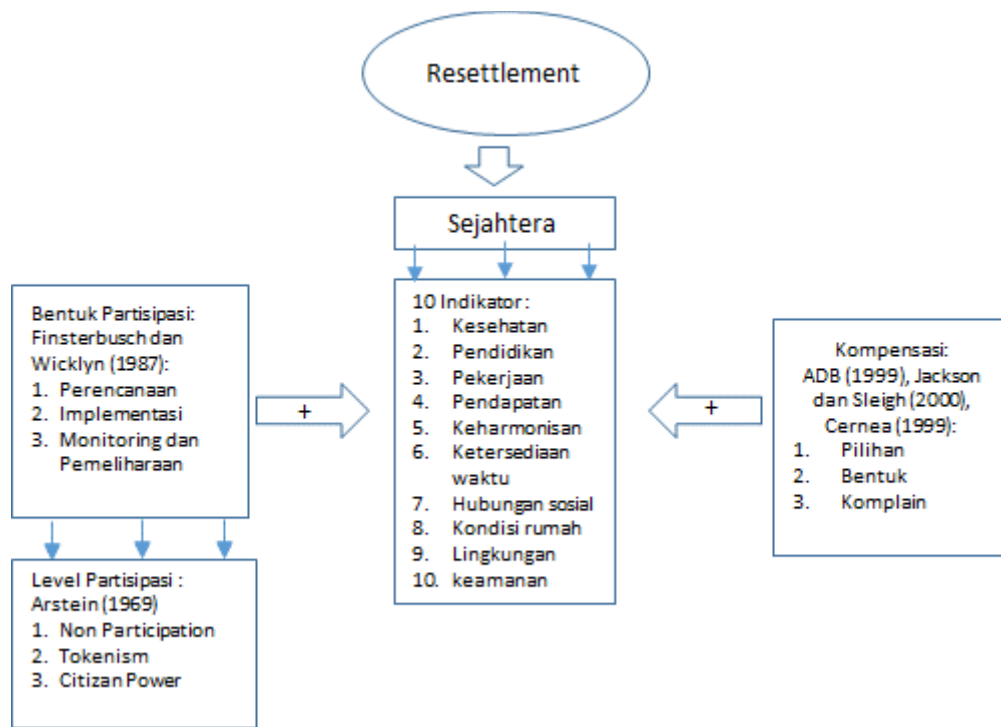 Resettlement
Sejahtera
Bentuk Partisipasi:
Finsterbusch dan
Wicklyn (1987):
1. Perencanaan
2. Implementasi
3. Monitoring dan
Pemeliharaan
+
10 Indikator :
1. Kesehatan
2. Pendidikan
3. Pekerjaan
4. Pendapatan
5. Keharmonisan
6. Ketersediaan
waktu
7. Hubungan sosial
8. Kondisi rumah
9. Lingkungan
10. keamanan
+
Kompensasi:
ADB (1999), Jackson
dan Sleigh (2000),
Cernea (1999):
1. Pilihan
2. Bentuk
3. Komplain
Level Partisipasi :
Arstein (1969)
1. Non Participation
2. Tokenism
3. Citizan Power